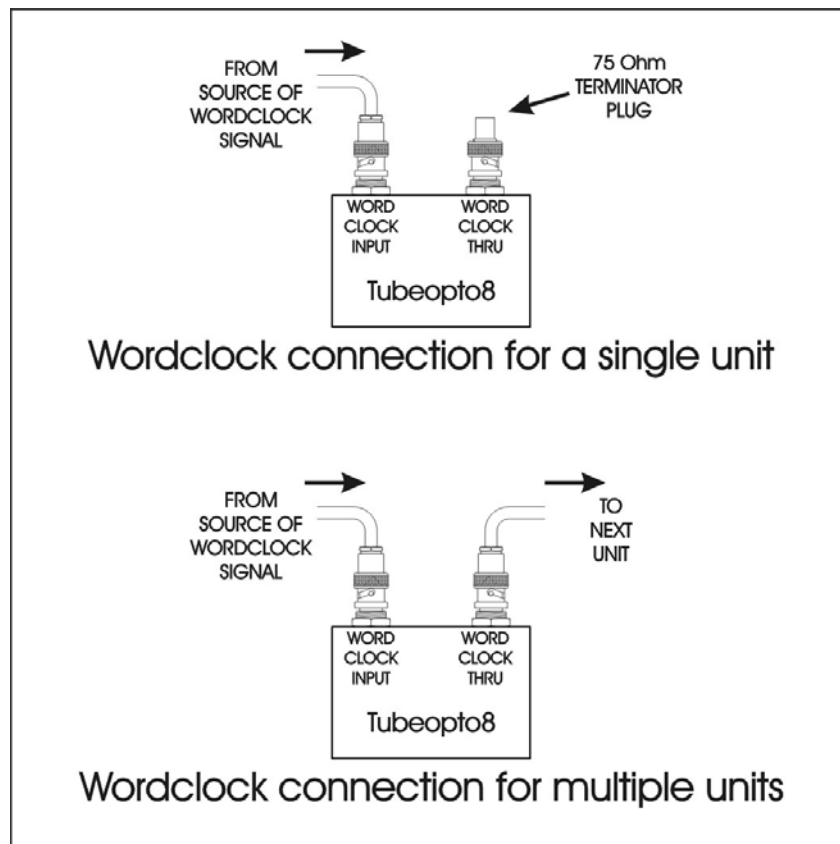 FROM
SOURCE OF
WORDCLOCK
SIGNAL
75 Ohm
TERMINATOR
PLUG
WORD
CLOCK
INPUT
WORD
CLOCK
THRU
Tubeopto8
Wordclock connection for a single unit
FROM
SOURCE OF
WORDCLOCK
SIGNAL
TO
NEXT
UNIT
WORD
CLOCK
INPUT
WORD
CLOCK
THRU
Tubeopto8
Wordclock connection for multiple units